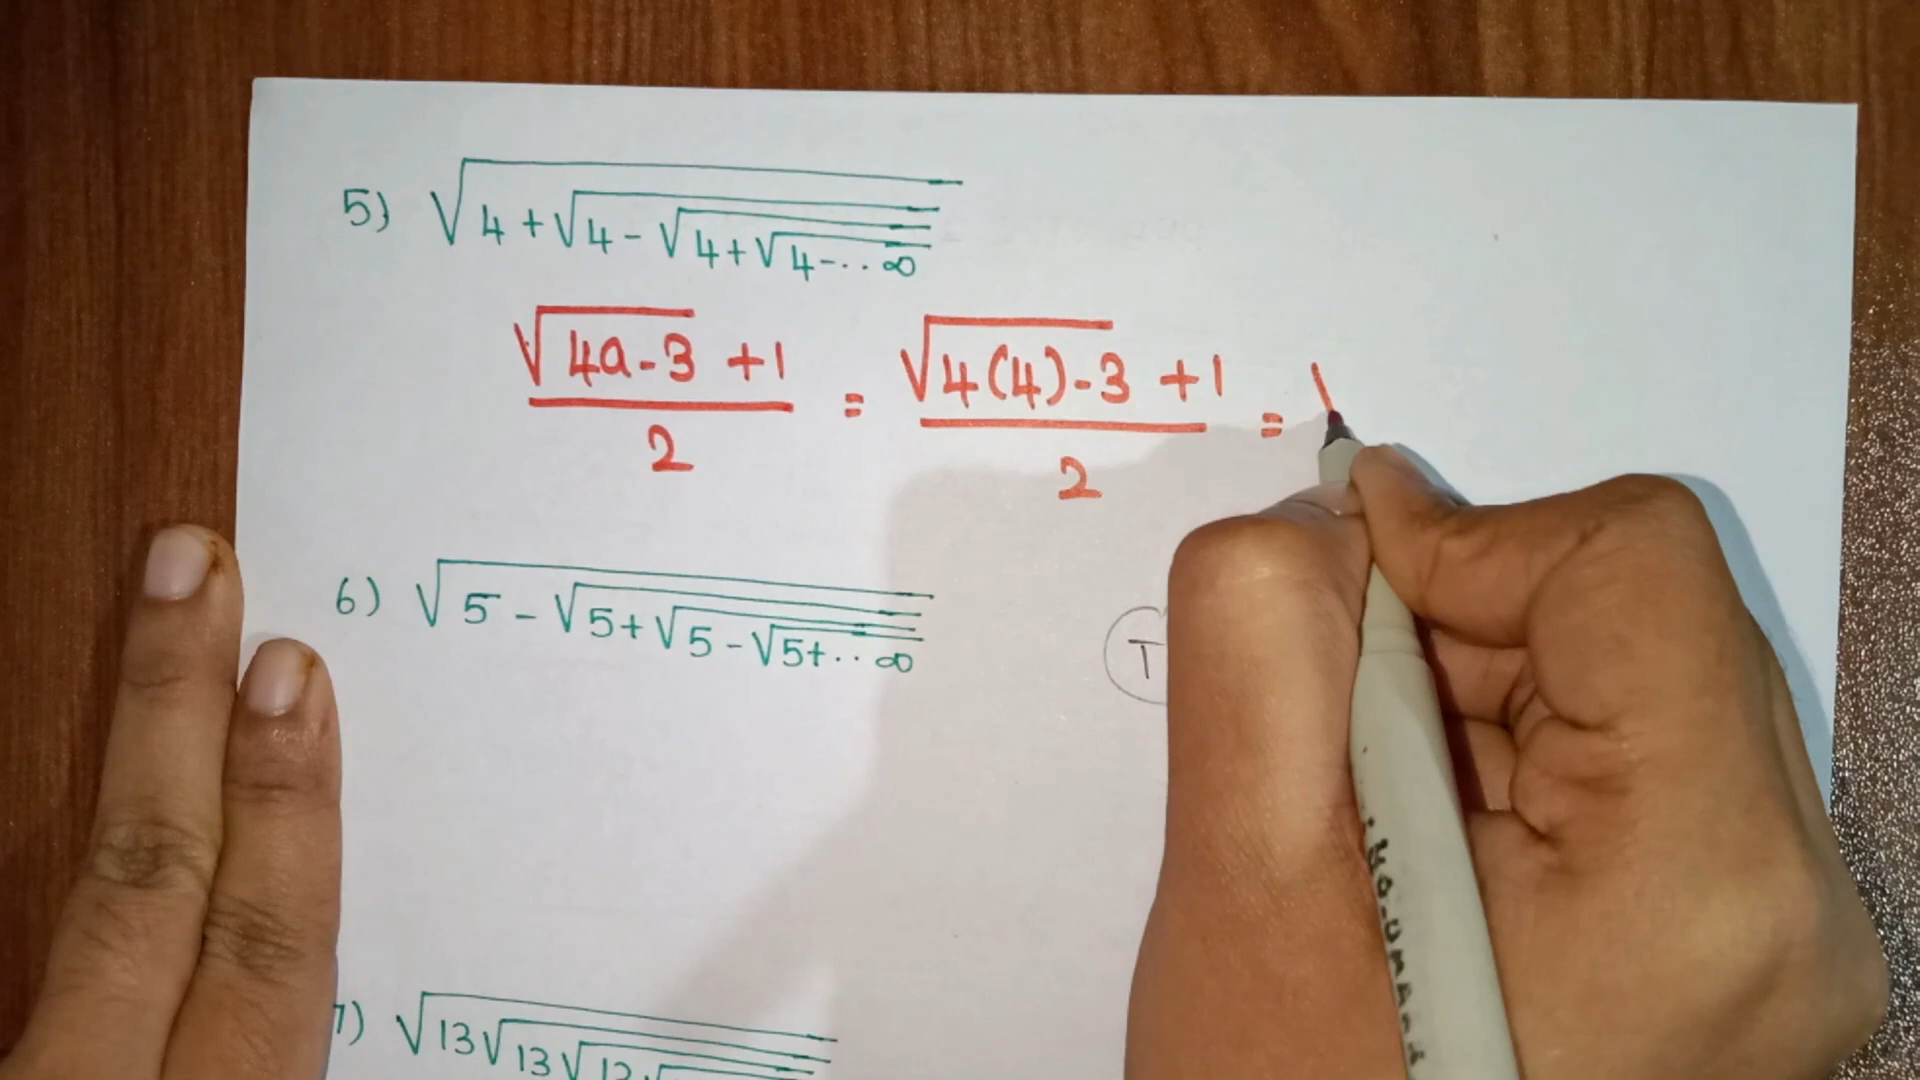 5) √4+√4-√4+√4-..∞
√4a-3 +1 / 2 = √4(4)-3 +1 / 2 =
6) √5-√5+√5-√5+..∞
T
7) √13√13√13√